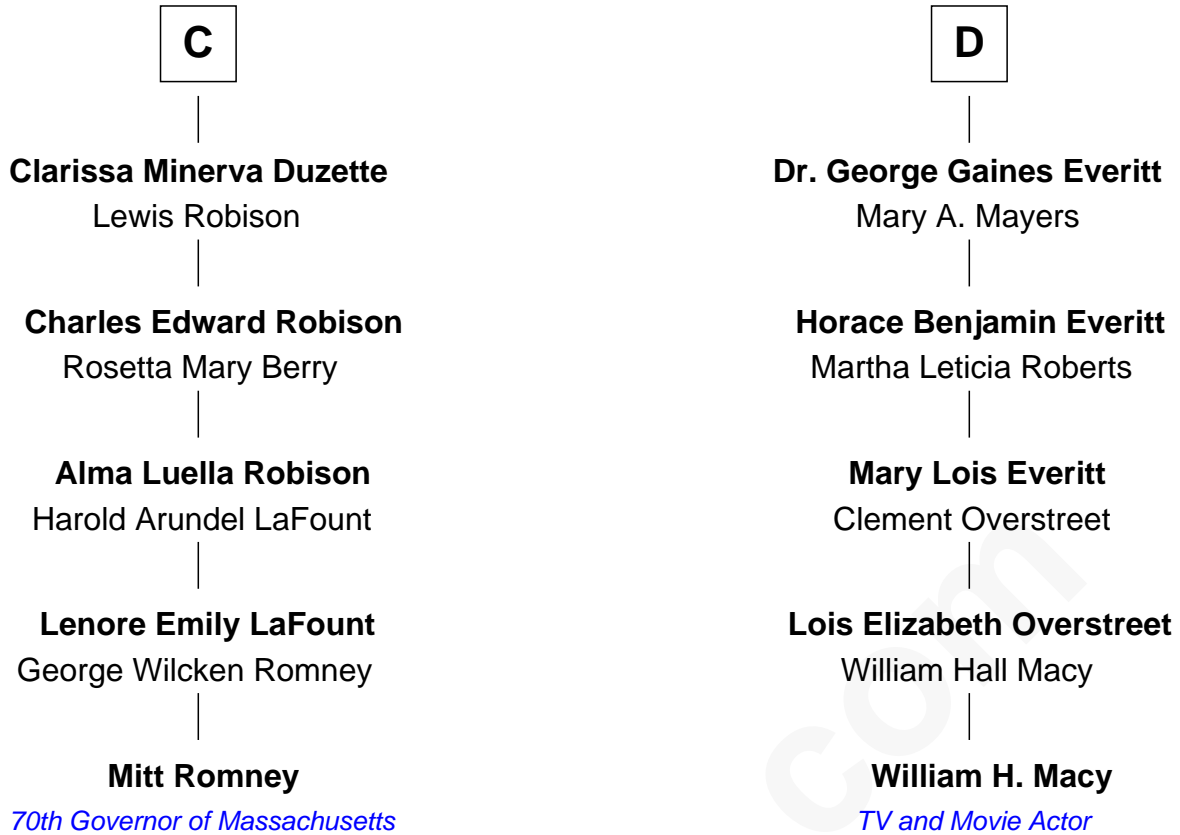 C
Clarissa Minerva Duzette
Lewis Robison
Charles Edward Robison
Rosetta Mary Berry
Alma Luella Robison
Harold Arundel LaFount
Lenore Emily LaFount
George Wilcken Romney
Mitt Romney
70th Governor of Massachusetts
D
Dr. George Gaines Everitt
Mary A. Mayers
Horace Benjamin Everitt
Martha Leticia Roberts
Mary Lois Everitt
Clement Overstreet
Lois Elizabeth Overstreet
William Hall Macy
William H. Macy
TV and Movie Actor
com